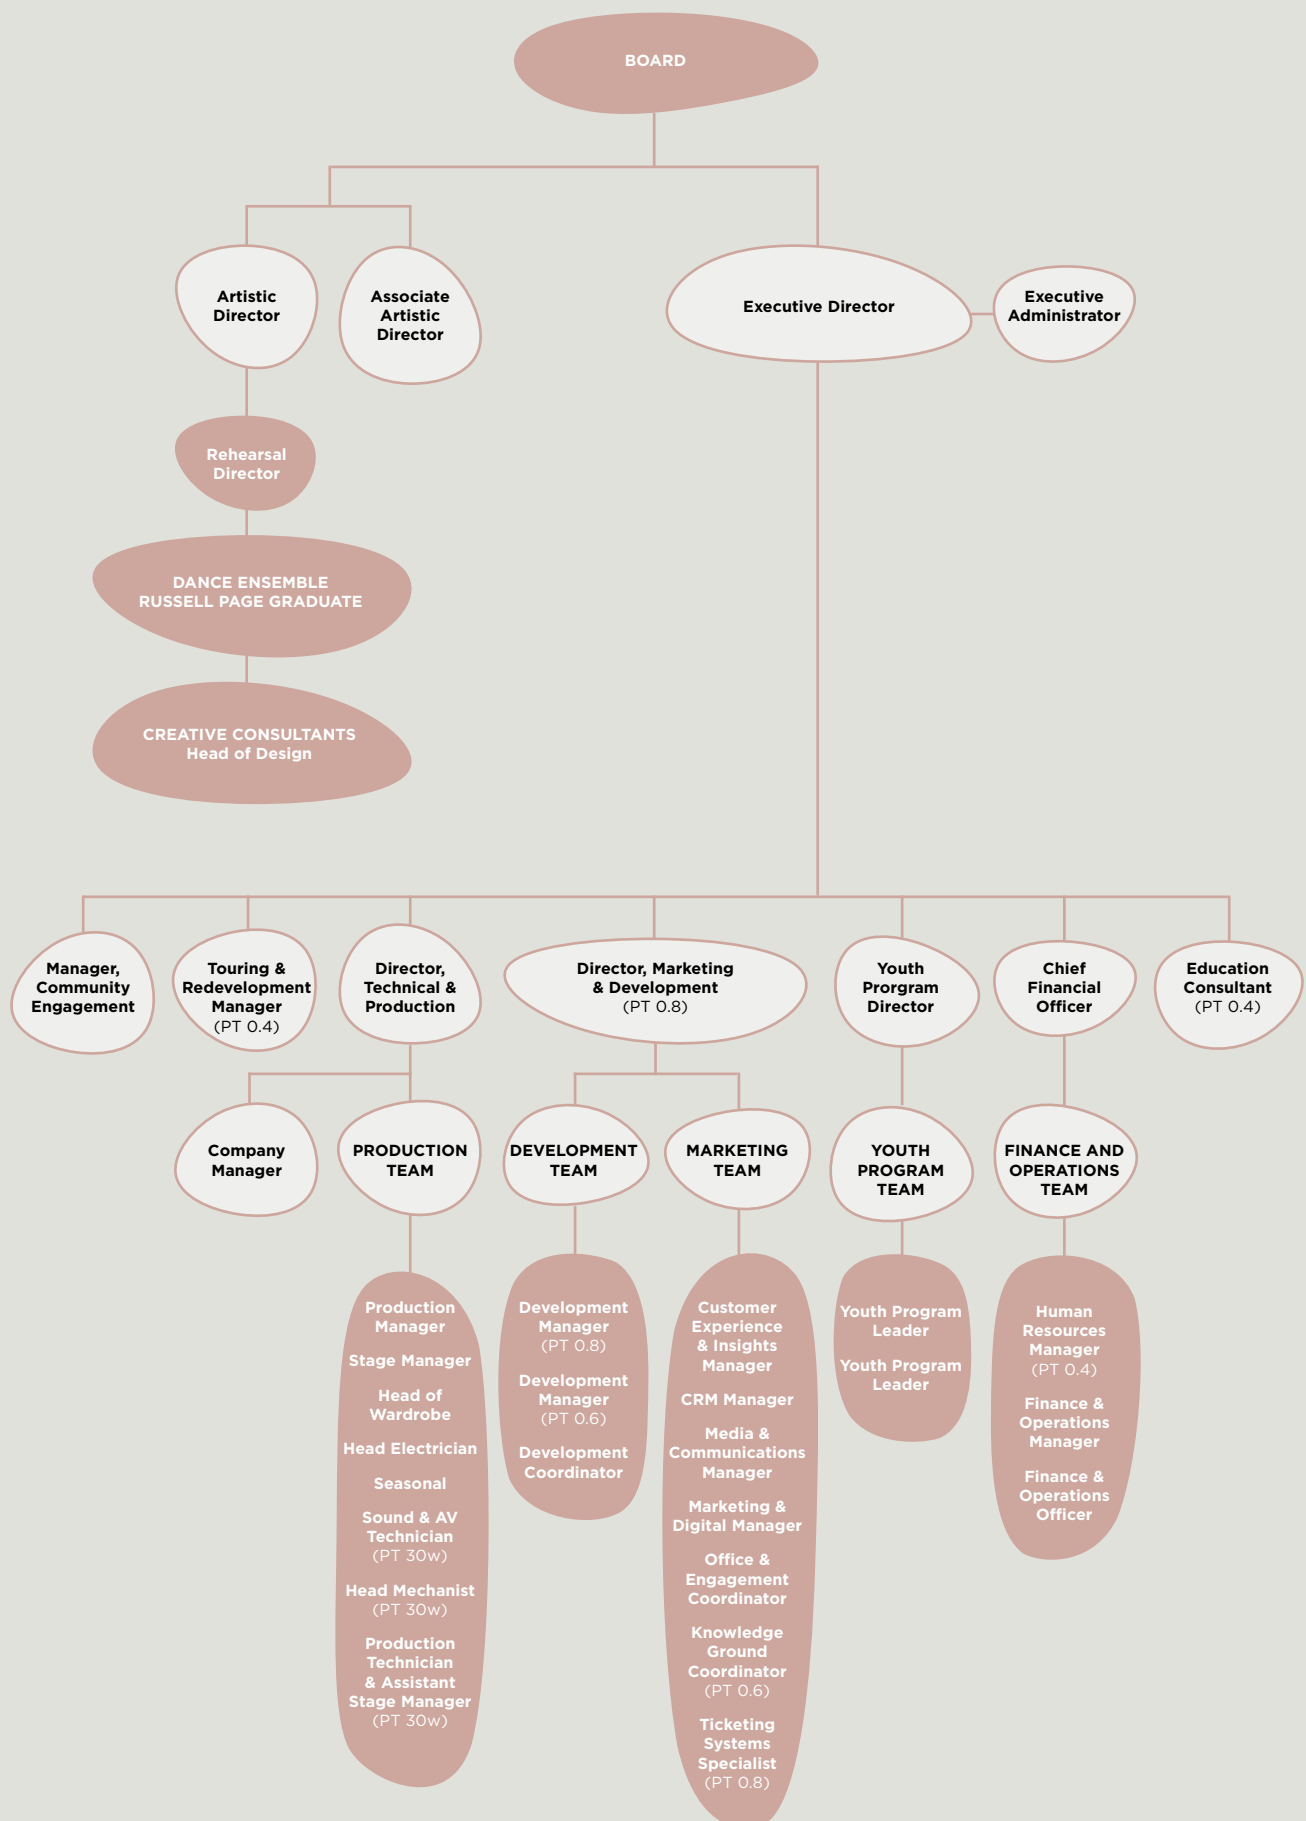 BOARD
Artistic
Director
Associate
Artistic
Director
Executive Director
Executive
Administrator
Rehearsal
Director
DANCE ENSEMBLE
RUSSELL PAGE GRADUATE
CREATIVE CONSULTANTS
Head of Design
Manager,
Community
Engagement
Touring &
Redevelopment
Manager
(PT 0.4)
Director,
Technical &
Production
Director, Marketing
& Development
(PT 0.8)
Youth
Prorgram
Director
Chief
Financial
Officer
Education
Consultant
(PT 0.4)
Company
Manager
PRODUCTION
TEAM
DEVELOPMENT
TEAM
MARKETING
TEAM
YOUTH
PROGRAM
TEAM
FINANCE AND
OPERATIONS
TEAM
Production
Manager
Stage Manager
Head of
Wardrobe
Head Electrician
Seasonal
Sound & AV
Technician
(PT 30w)
Head Mechanist
(PT 30w)
Production
Technician
& Assistant
Stage Manager
(PT 30w)
Development
Manager
(PT 0.8)
Development
Manager
(PT 0.6)
Development
Coordinator
Customer
Experience
& Insights
Manager
CRM Manager
Media &
Communications
Manager
Marketing &
Digital Manager
Office &
Engagement
Coordinator
Knowledge
Ground
Coordinator
(PT 0.6)
Ticketing
Systems
Specialist
(PT 0.8)
Youth Program
Leader
Youth Program
Leader
Human
Resources
Manager
(PT 0.4)
Finance &
Operations
Manager
Finance &
Operations
Officer